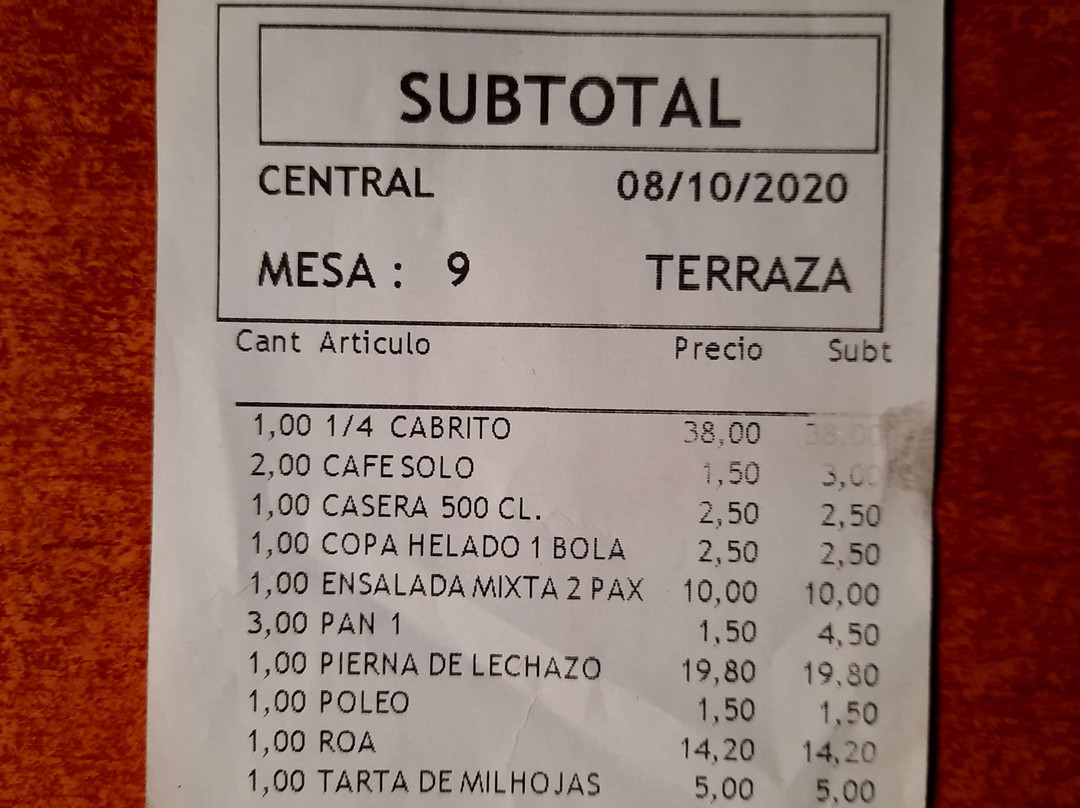 SUBTOTAL
CENTRAL 08/10/2020
MESA : 9 TERRAZA
Cant Articulo Precio Subt
1,00 1/4 CABRITO 38,00 38,00
2,00 CAFE SOLO 1,50 3,00
1,00 CASERA 500 CL. 2,50 2,50
1,00 COPA HELADO 1 BOLA 2,50 2,50
1,00 ENSALADA MIXTA 2 PAX 10,00 10,00
3,00 PAN 1 1,50 4,50
1,00 PIERNA DE LECHAZO 19,80 19,80
1,00 POLEO 1,50 1,50
1,00 ROA 14,20 14,20
1,00 TARTA DE MILHOJAS 5,00 5,00